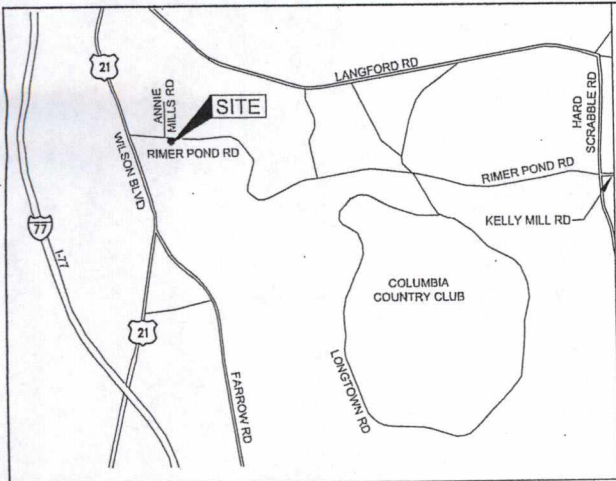 21
LANGFORD RD
ANNIE
MILLS RD
SITE
HARD
SCRABBLE RD
WILSON BLVD
RIMER POND RD
RIMER POND RD
KELLY MILL RD
77
I-77
COLUMBIA
COUNTRY CLUB
21
LONGTOWN RD
FARROW RD